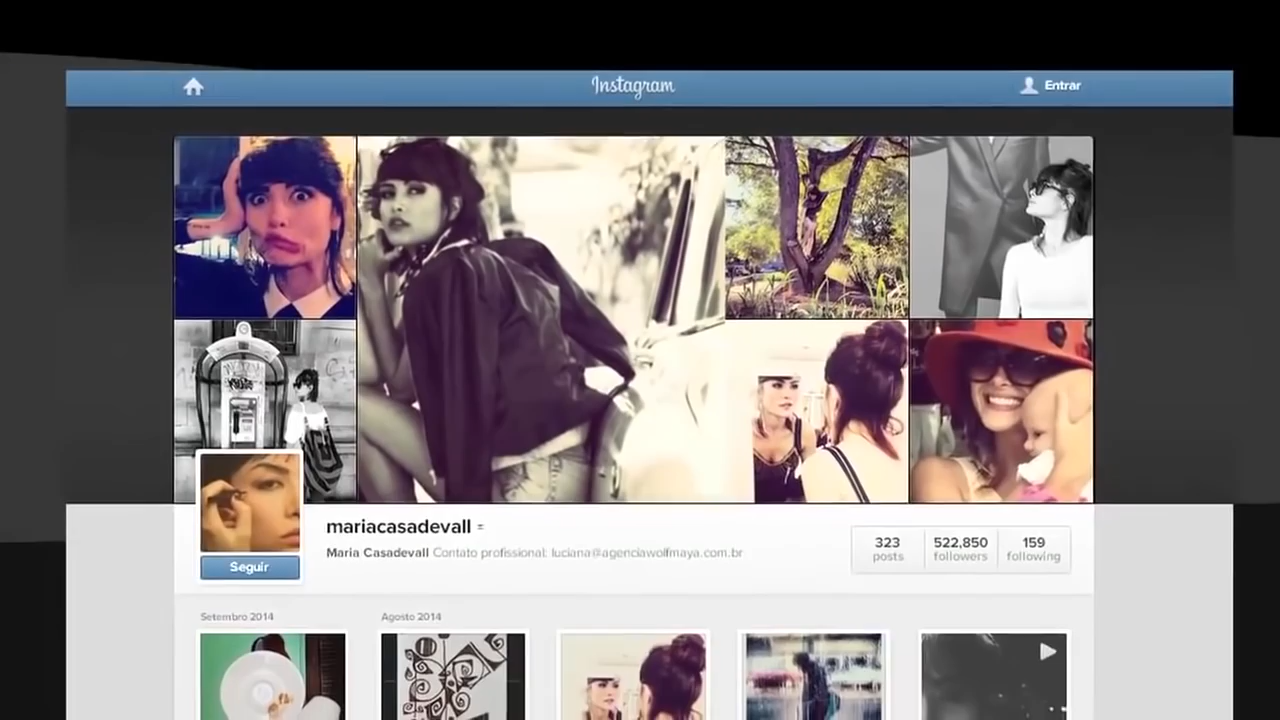 Instagram
Entrar
mariacasadevall
Maria Casadevall Contato profissional: luciana@agenciawolfmaya.com.br
323 posts
522,850 followers
159 following
Seguir
Setembro 2014
Agosto 2014